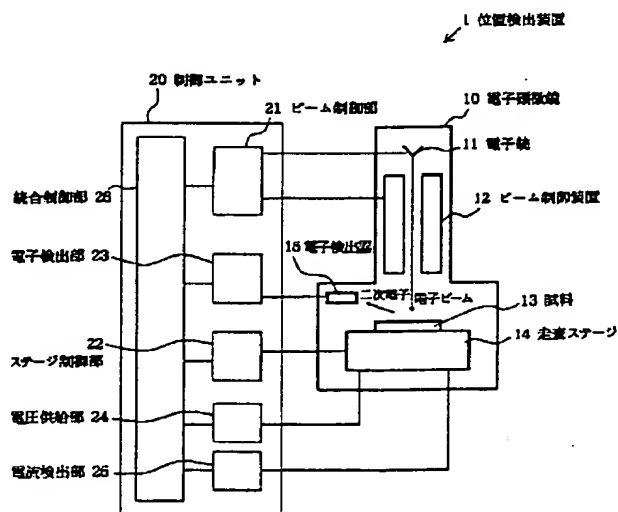 1 位置検出装置
20 制御ユニット
21 ビーム制御部
10 電子顕微鏡
11 電子銃
12 ビーム制御装置
統合制御部 26
電子検出部 23
15 電子検出器
二次電子
電子ビーム
13 試料
14 走査ステージ
22
ステージ制御部
電圧供給部 24
電流検出部 25